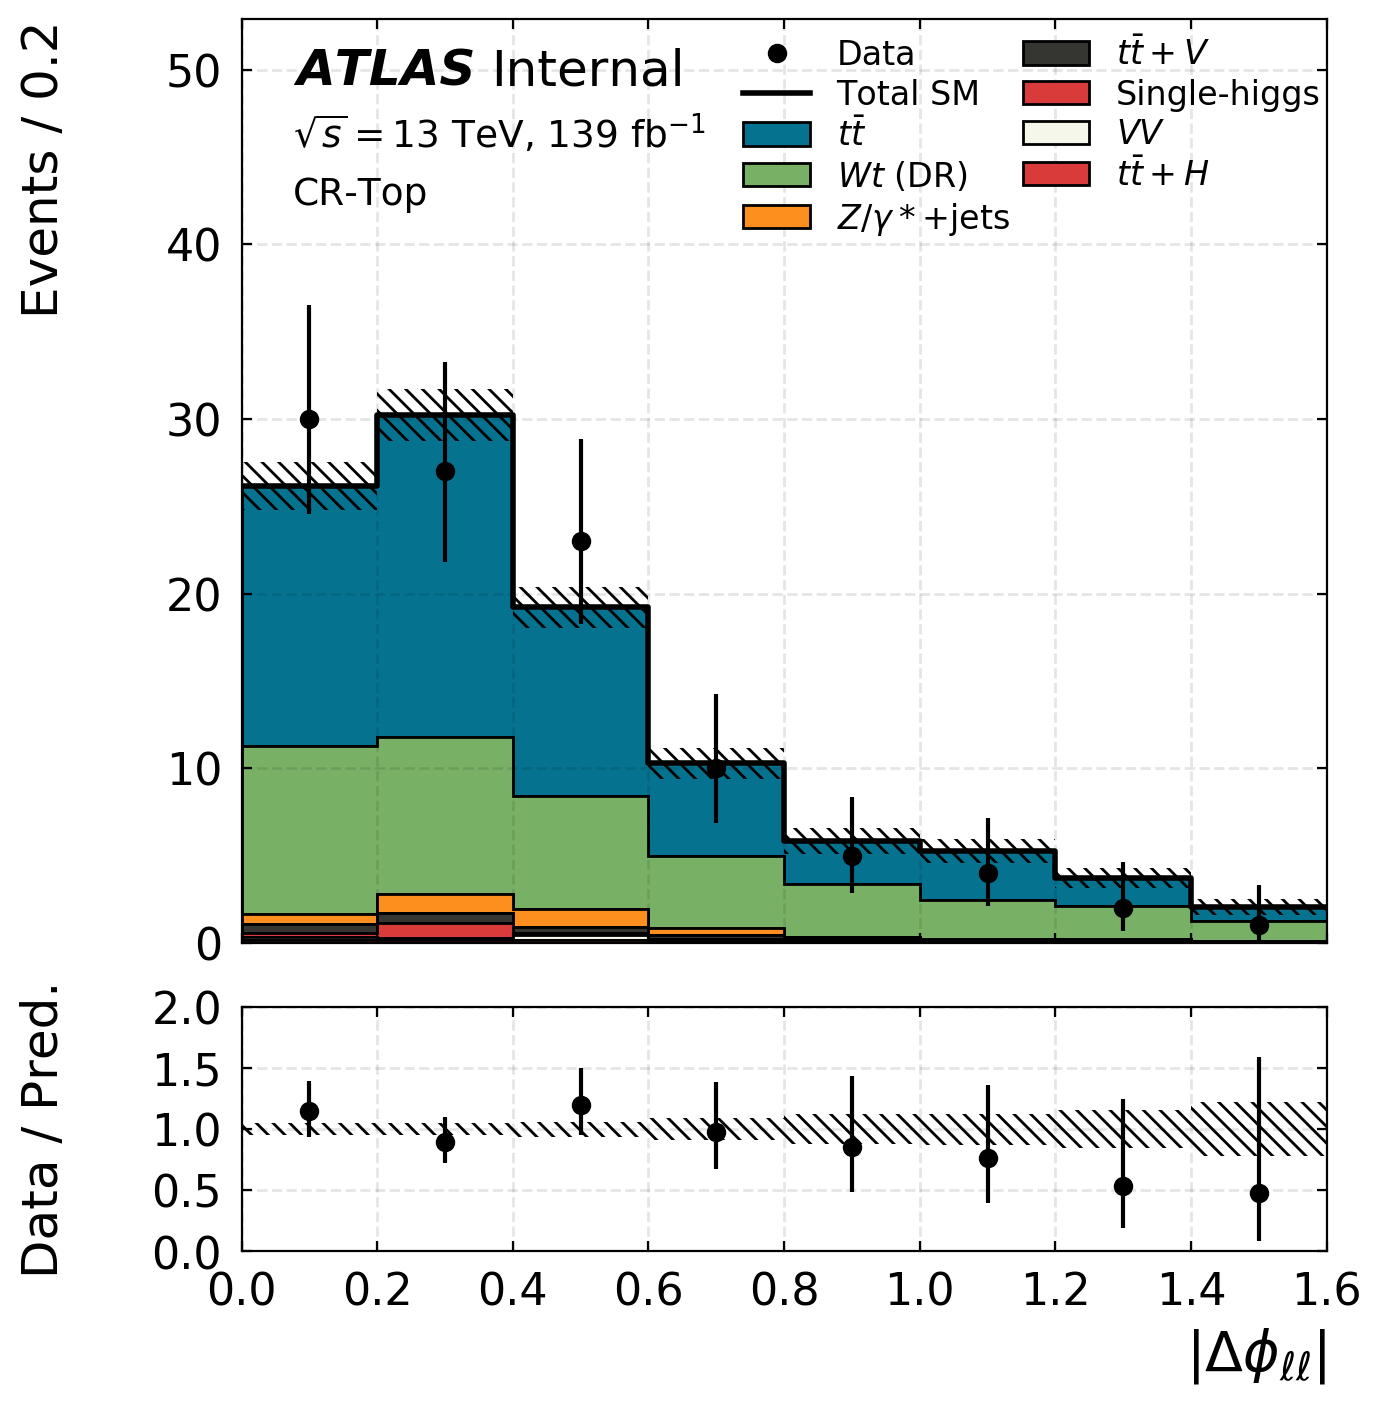 Events / 0.2
50
40
30
20
10
0
ATLAS Internal
√s = 13 TeV, 139 fb⁻¹
CR-Top
Data
Total SM
tt̄
Wt (DR)
Z/γ*+jets
tt̄ + V
Single-higgs
VV
tt̄ + H
Data / Pred.
2.0
1.5
1.0
0.5
0.0
0.0 0.2 0.4 0.6 0.8 1.0 1.2 1.4 1.6
|Δϕℓℓ|